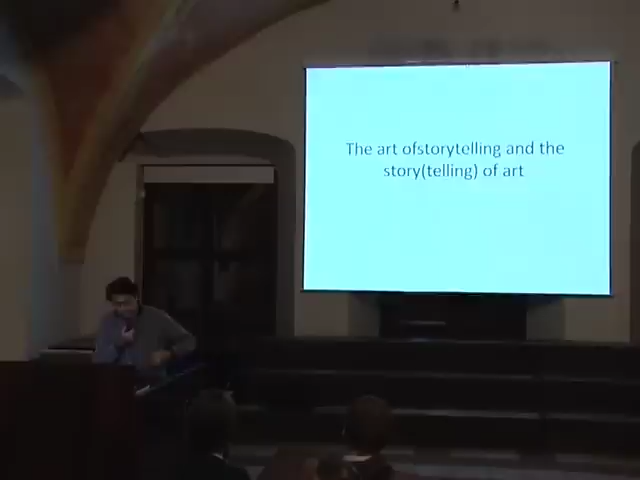 The art ofstorytelling and the
story(telling) of art